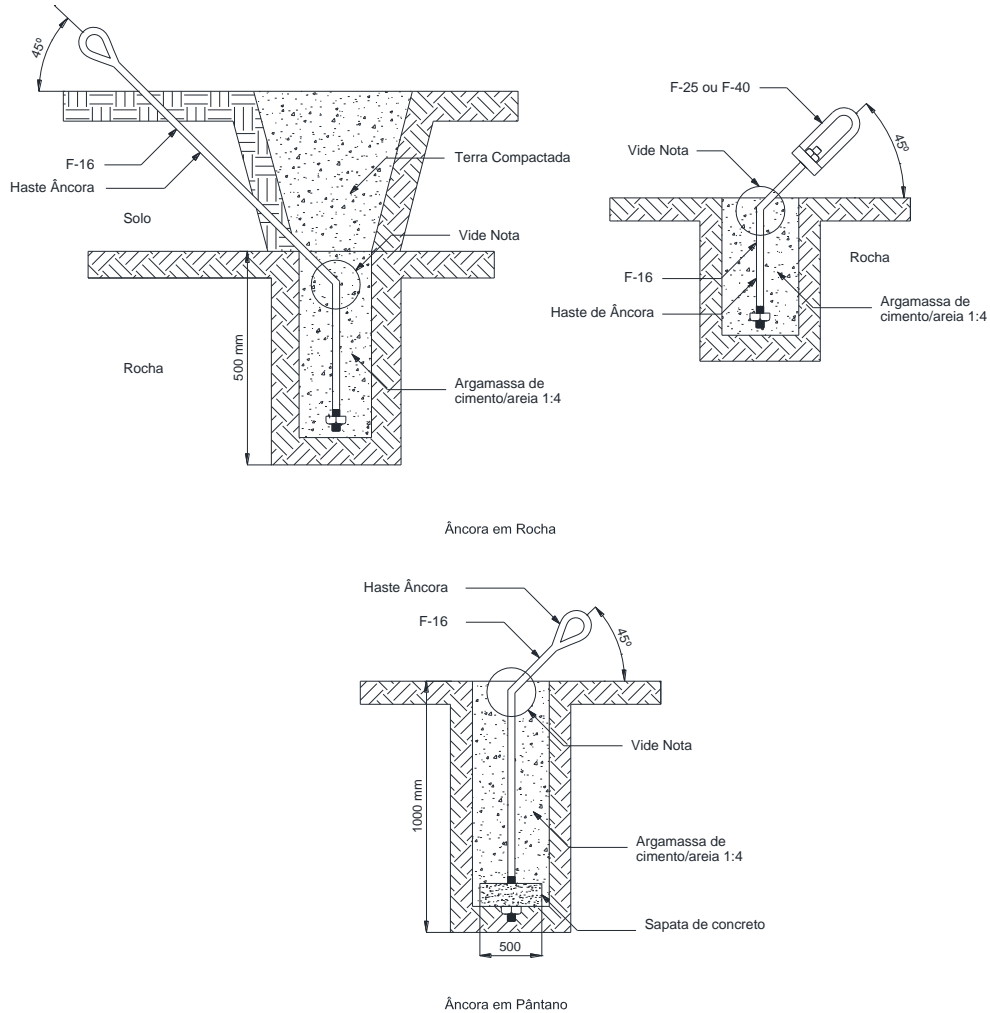 45º
F-16
Haste Âncora
Solo
Terra Compactada
Vide Nota
500 mm
Rocha
Argamassa de
cimento/areia 1:4
F-25 ou F-40
Vide Nota
45º
Rocha
F-16
Haste de Âncora
Argamassa de
cimento/areia 1:4
Âncora em Rocha
Haste Âncora
F-16
45º
Vide Nota
1000 mm
Argamassa de
cimento/areia 1:4
Sapata de concreto
500
Âncora em Pântano